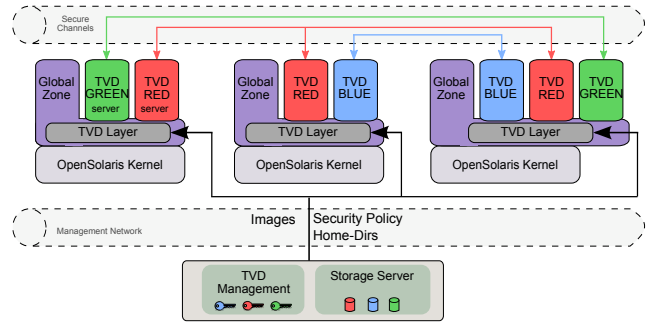 Secure
Channels
Global
Zone
TVD
GREEN
server
TVD
RED
server
TVD Layer
OpenSolaris Kernel
Global
Zone
TVD
RED
TVD
BLUE
TVD Layer
OpenSolaris Kernel
Global
Zone
TVD
BLUE
TVD
RED
TVD
GREEN
TVD Layer
OpenSolaris Kernel
Images
Security Policy
Home-Dirs
Management Network
TVD
Management
Storage Server